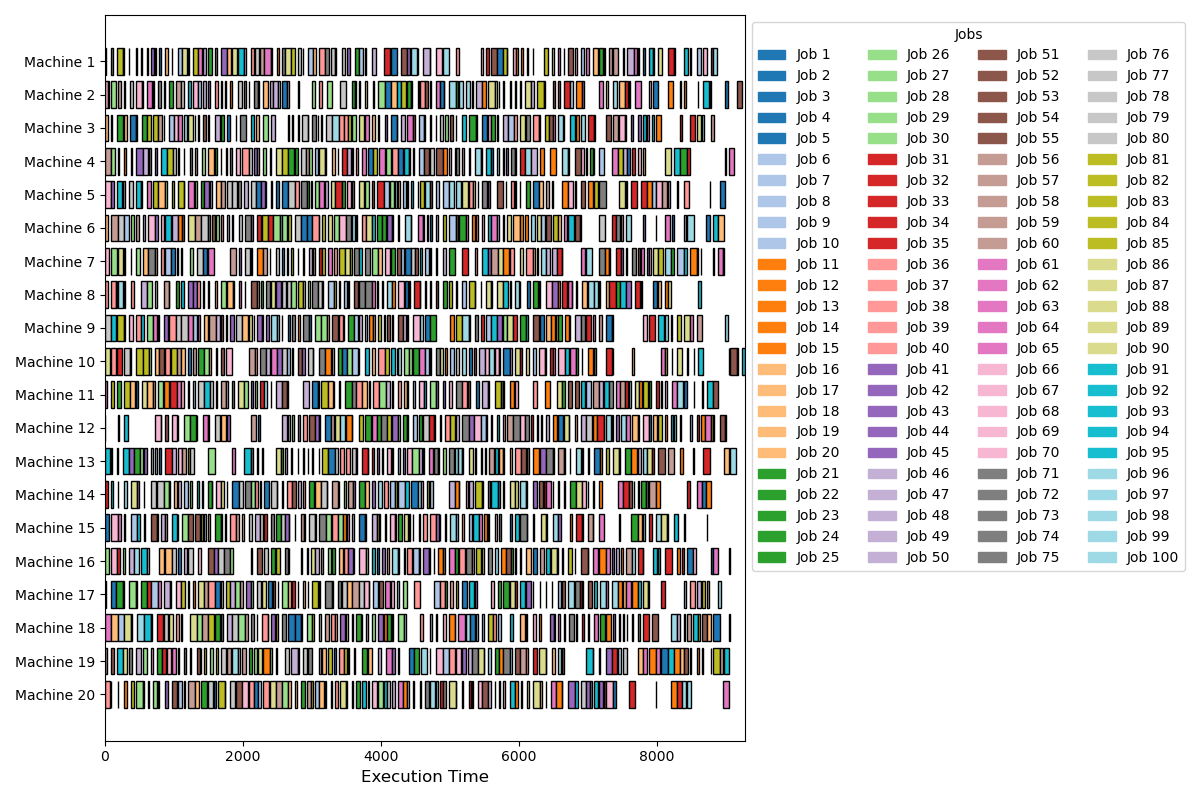 Machine 1
Machine 2
Machine 3
Machine 4
Machine 5
Machine 6
Machine 7
Machine 8
Machine 9
Machine 10
Machine 11
Machine 12
Machine 13
Machine 14
Machine 15
Machine 16
Machine 17
Machine 18
Machine 19
Machine 20
0 2000 4000 6000 8000
Execution Time
Jobs
Job 1 Job 26 Job 51 Job 76
Job 2 Job 27 Job 52 Job 77
Job 3 Job 28 Job 53 Job 78
Job 4 Job 29 Job 54 Job 79
Job 5 Job 30 Job 55 Job 80
Job 6 Job 31 Job 56 Job 81
Job 7 Job 32 Job 57 Job 82
Job 8 Job 33 Job 58 Job 83
Job 9 Job 34 Job 59 Job 84
Job 10 Job 35 Job 60 Job 85
Job 11 Job 36 Job 61 Job 86
Job 12 Job 37 Job 62 Job 87
Job 13 Job 38 Job 63 Job 88
Job 14 Job 39 Job 64 Job 89
Job 15 Job 40 Job 65 Job 90
Job 16 Job 41 Job 66 Job 91
Job 17 Job 42 Job 67 Job 92
Job 18 Job 43 Job 68 Job 93
Job 19 Job 44 Job 69 Job 94
Job 20 Job 45 Job 70 Job 95
Job 21 Job 46 Job 71 Job 96
Job 22 Job 47 Job 72 Job 97
Job 23 Job 48 Job 73 Job 98
Job 24 Job 49 Job 74 Job 99
Job 25 Job 50 Job 75 Job 100